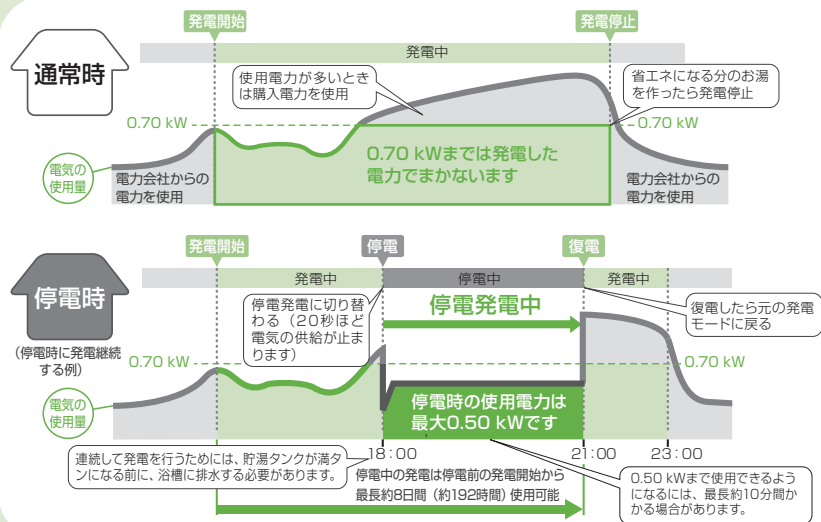 発電開始
発電停止
発電中
通常時
使用電力が多いとき
は購入電力を使用
省エネになる分のお湯
を作ったら発電停止
0.70 kW
0.70 kW
0.70 kWまでは発電した
電力でまかないます
電気の
使用量
電力会社からの
電力を使用
電力会社からの
電力を使用
発電開始
停電
復電
発電中
停電中
発電中
停電時
(停電時に発電継続
する例)
停電発電に切り替
わる（20秒ほど
電気の供給が止ま
ります）
停電発電中
復電したら元の発電
モードに戻る
0.70 kW
0.70 kW
電気の
使用量
停電時の使用電力は
最大0.50 kWです
18:00
21:00
23:00
連続して発電を行うためには、貯湯タンクが満タ
ンになる前に、浴槽に排水する必要があります。
停電中の発電は停電前の発電開始から
最長約8日間（約192時間）使用可能
0.50 kWまで使用できるよう
になるには、最長約10分間か
かる場合があります。